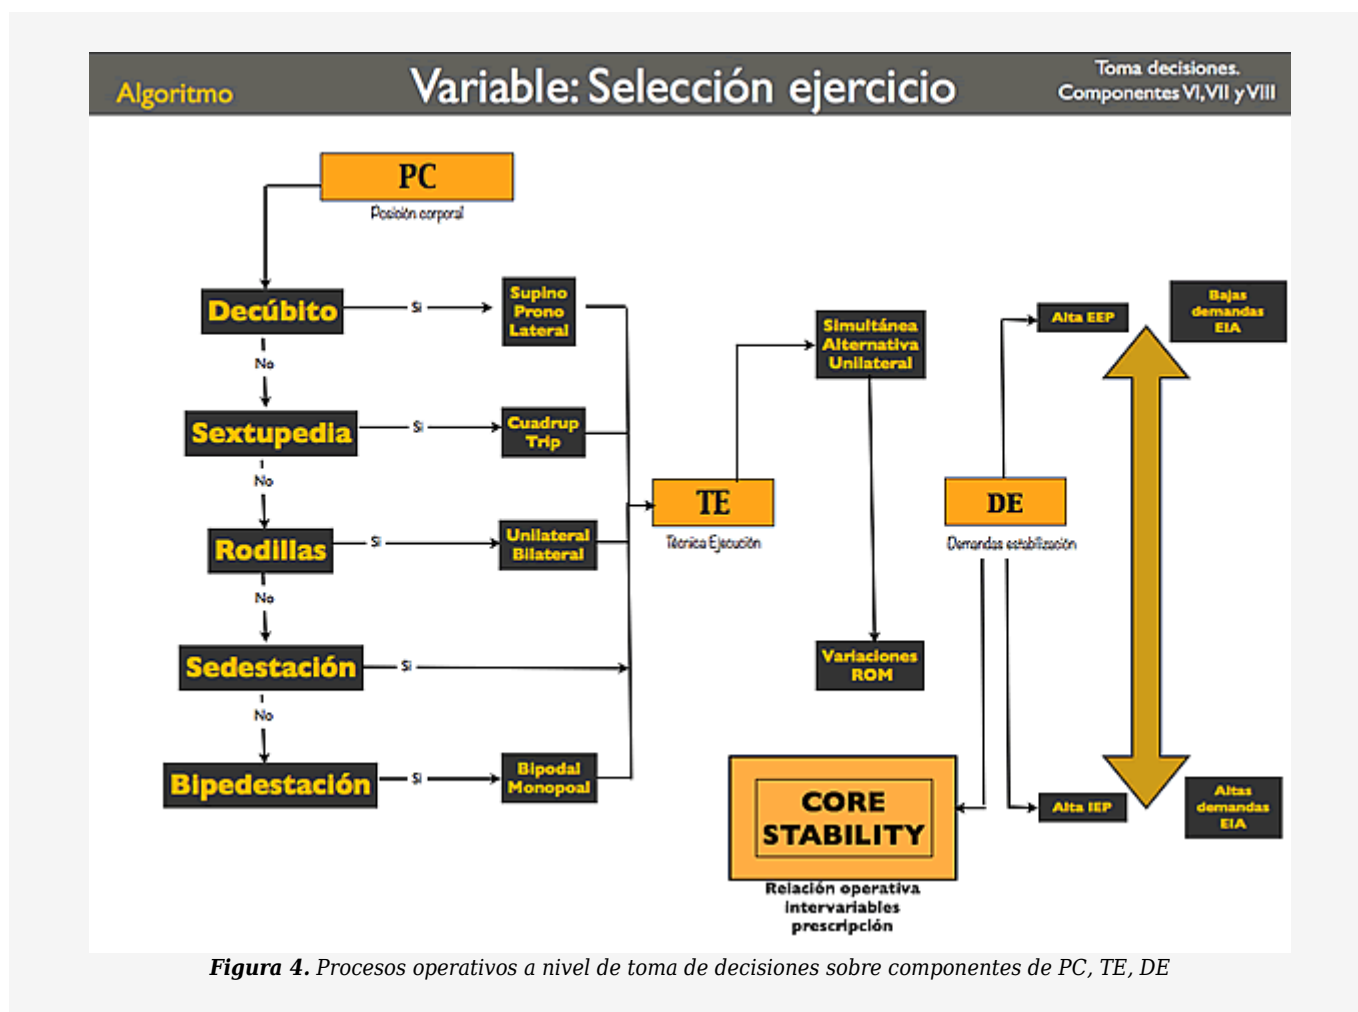 Algoritmo
Variable: Selección ejercicio
Toma decisiones.
Componentes VI, VII y VIII
PC
Posición corporal
Decúbito
Si
Supino
Prono
Lateral
No
Sextupedia
Si
Cuadrup
Trip
No
Rodillas
Si
Unilateral
Bilateral
No
Sedestación
Si
No
Bipedestación
Si
Bipodal
Monopoal
TE
Técnica Ejecución
Simultánea
Alternativa
Unilateral
Variaciones
ROM
DE
Demandas estabilización
Alta EEP
Bajas
demandas
EIA
Alta IEP
Altas
demandas
EIA
CORE
STABILITY
Relación operativa
intervariables
prescripción
Figura 4. Procesos operativos a nivel de toma de decisiones sobre componentes de PC, TE, DE